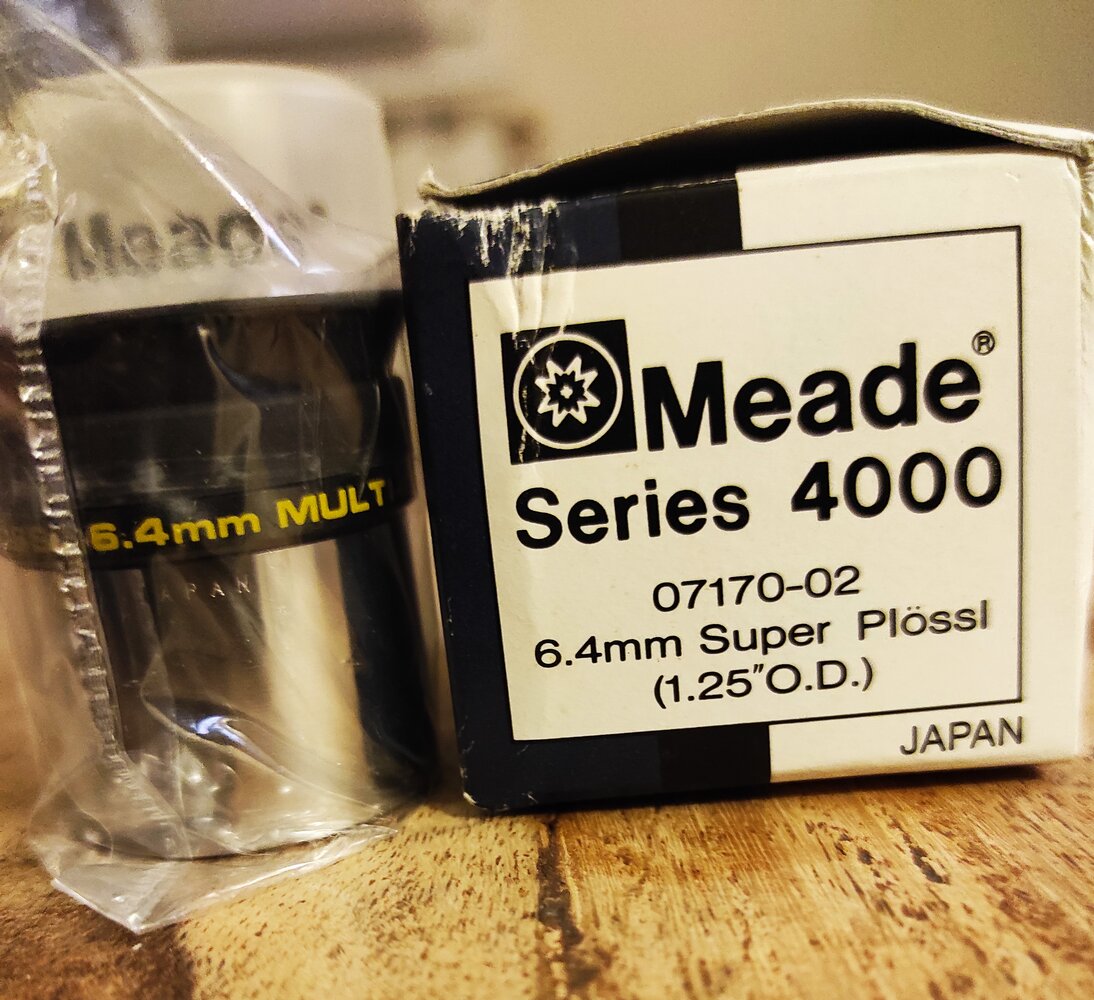 Meade
6.4mm MULT
JAPAN
Meade®
Series 4000
07170-02
6.4mm Super Plössl
(1.25″O.D.)
JAPAN